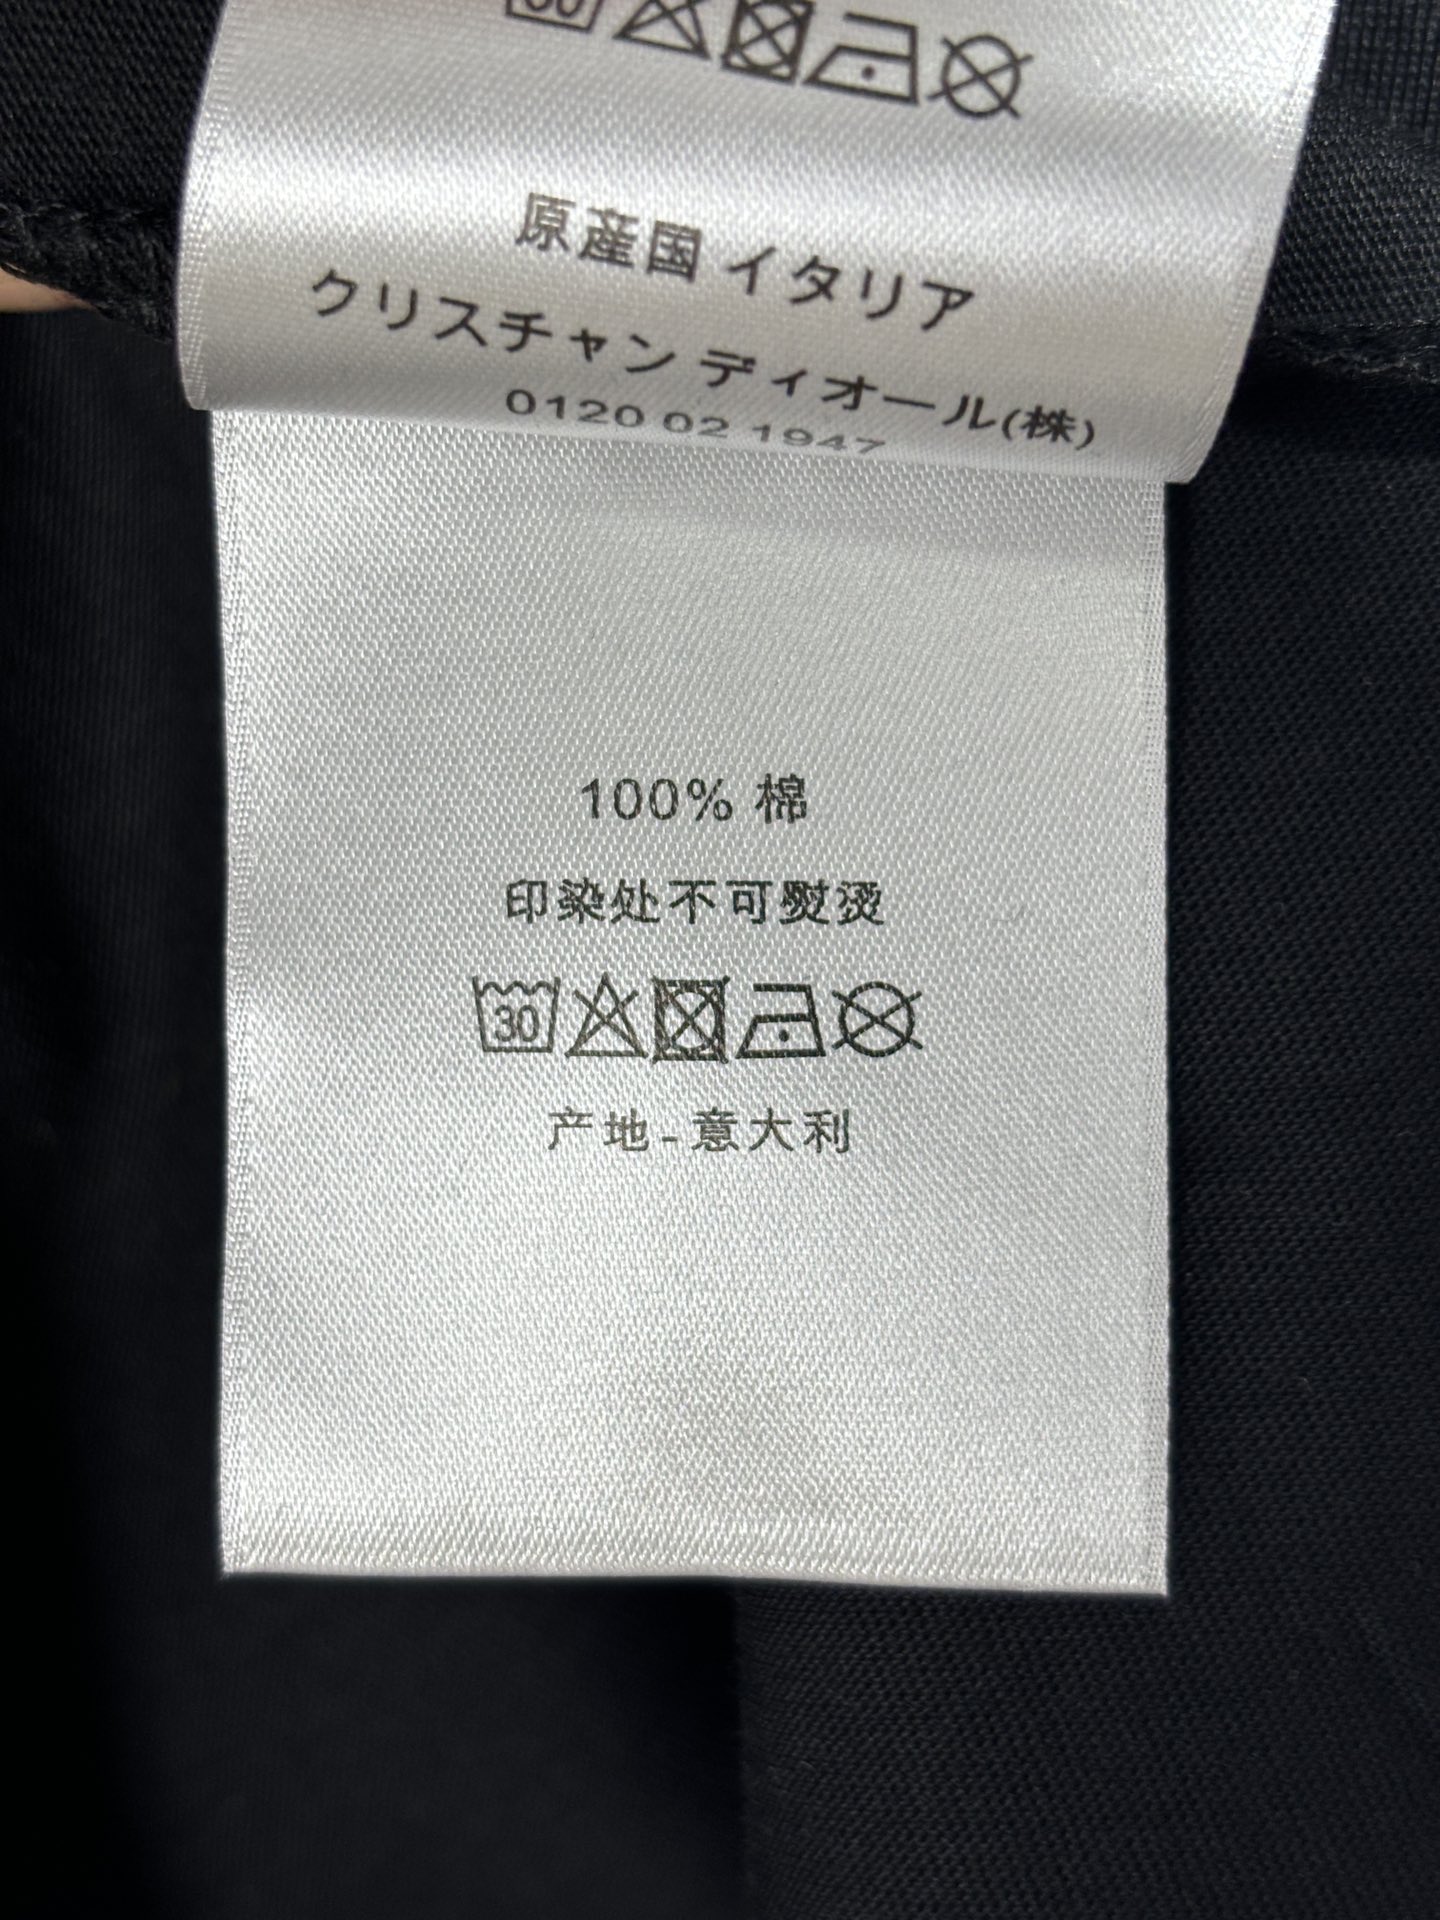 30
原産国 イタリア
クリスチャン ディオール(株)
0120 02 1947
100% 棉
印染处不可熨烫
30
产地-意大利